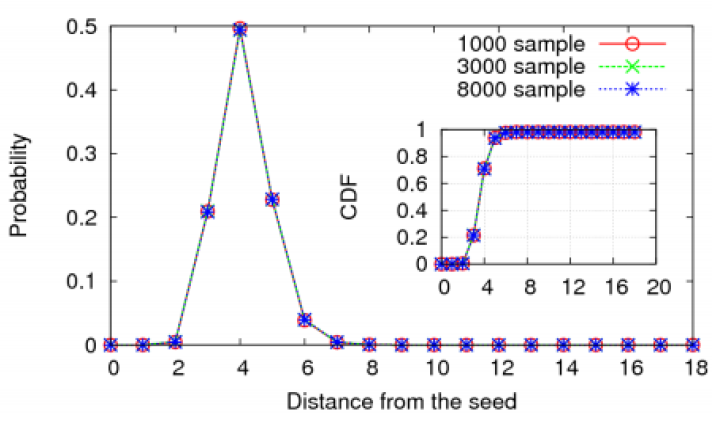 0.5
0.4
0.3
0.2
0.1
0
Probability
0 2 4 6 8 10 12 14 16 18
Distance from the seed
1000 sample
3000 sample
8000 sample
1
0.8
0.6
0.4
0.2
0
CDF
0 4 8 12 16 20